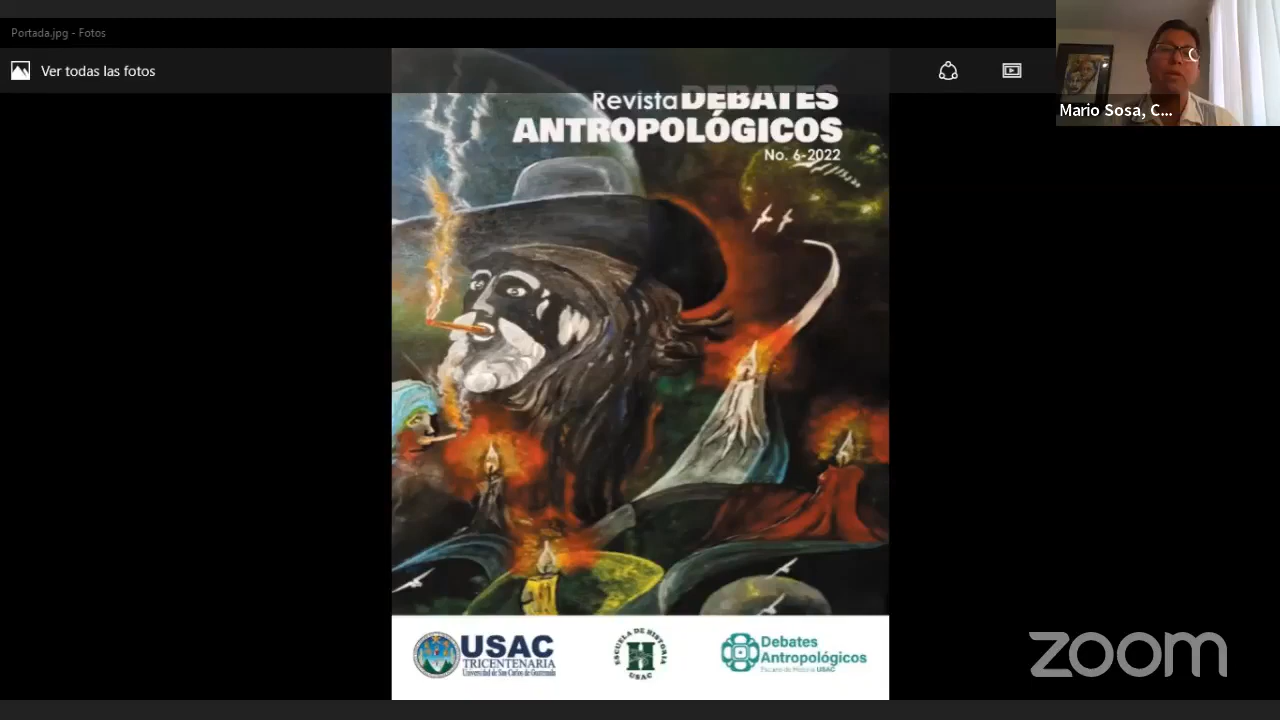 Portada.jpg - Fotos
Ver todas las fotos
Mario Sosa, C...
Revista DEBATES
ANTROPOLÓGICOS
No. 6-2022
USAC
TRICENTENARIA
Universidad de San Carlos de Guatemala
ESCUELA DE HISTORIA
USAC
Debates
Antropológicos
Escuela de Historia USAC
zoom